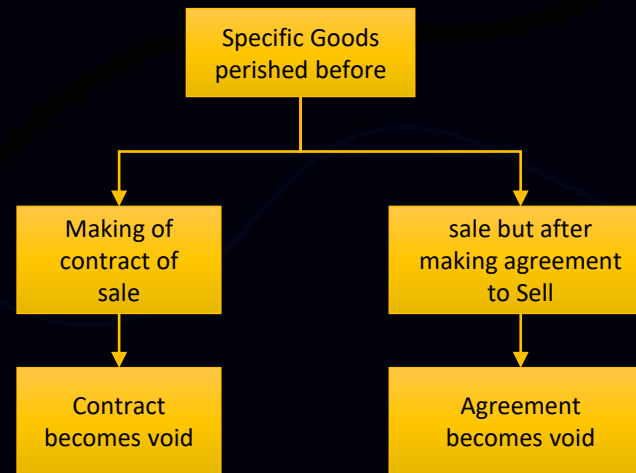 Specific Goods
perished before
Making of
contract of
sale
sale but after
making agreement
to Sell
Contract
becomes void
Agreement
becomes void